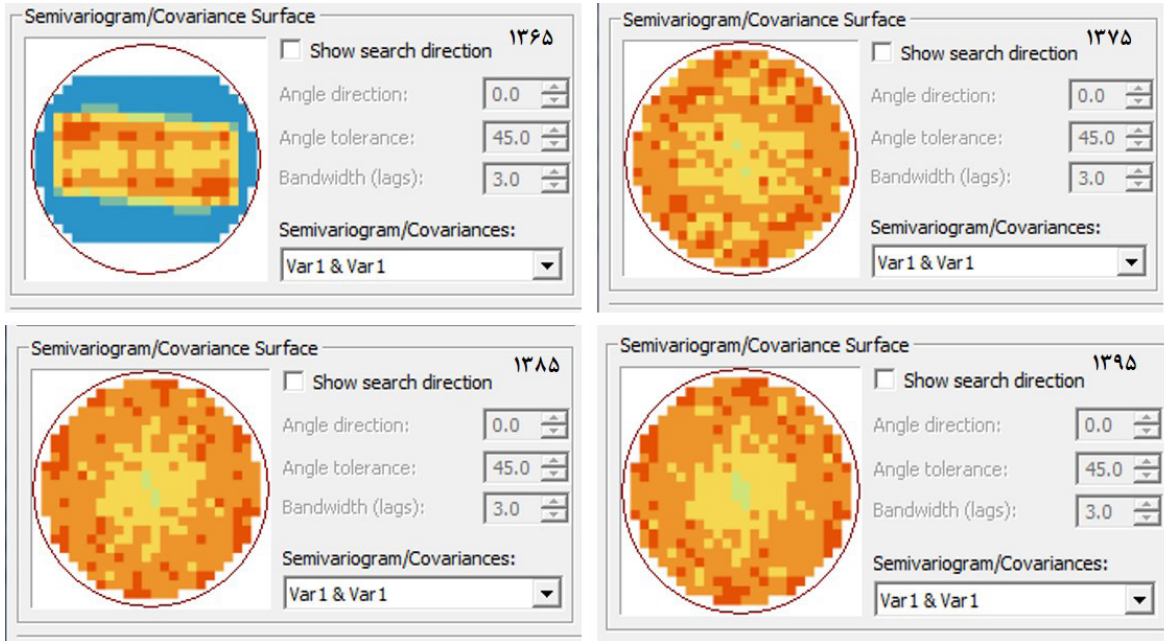 Semivariogram/Covariance Surface
۱۳۶۵
Show search direction
Angle direction: 0.0
Angle tolerance: 45.0
Bandwidth (lags): 3.0
Semivariogram/Covariances:
Var1 & Var1
Semivariogram/Covariance Surface
۱۳۷۵
Show search direction
Angle direction: 0.0
Angle tolerance: 45.0
Bandwidth (lags): 3.0
Semivariogram/Covariances:
Var1 & Var1
Semivariogram/Covariance Surface
۱۳۸۵
Show search direction
Angle direction: 0.0
Angle tolerance: 45.0
Bandwidth (lags): 3.0
Semivariogram/Covariances:
Var1 & Var1
Semivariogram/Covariance Surface
۱۳۹۵
Show search direction
Angle direction: 0.0
Angle tolerance: 45.0
Bandwidth (lags): 3.0
Semivariogram/Covariances:
Var1 & Var1